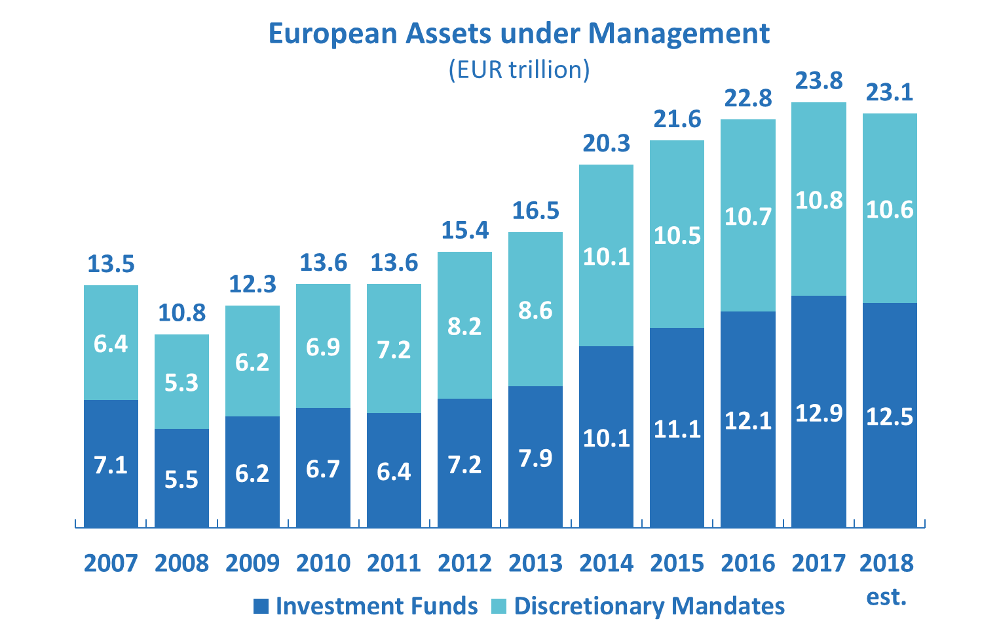 European Assets under Management
(EUR trillion)
13.5 10.8 12.3 13.6 13.6 15.4 16.5 20.3 21.6 22.8 23.8 23.1
6.4 5.3 6.2 6.9 7.2 8.2 8.6 10.1 10.5 10.7 10.8 10.6
7.1 5.5 6.2 6.7 6.4 7.2 7.9 10.1 11.1 12.1 12.9 12.5
2007 2008 2009 2010 2011 2012 2013 2014 2015 2016 2017 2018
est.
Investment Funds Discretionary Mandates